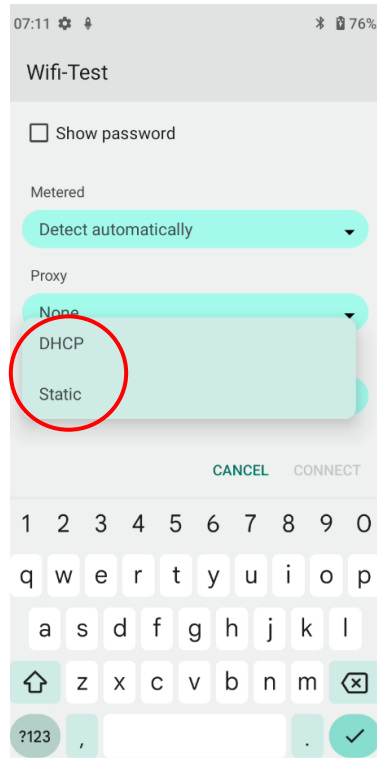 07:11 76%
Wifi-Test
Show password
Metered
Detect automatically
Proxy
None
DHCP
Static
CANCEL CONNECT
1 2 3 4 5 6 7 8 9 0
q w e r t y u i o p
a s d f g h j k l
z x c v b n m
?123 , .